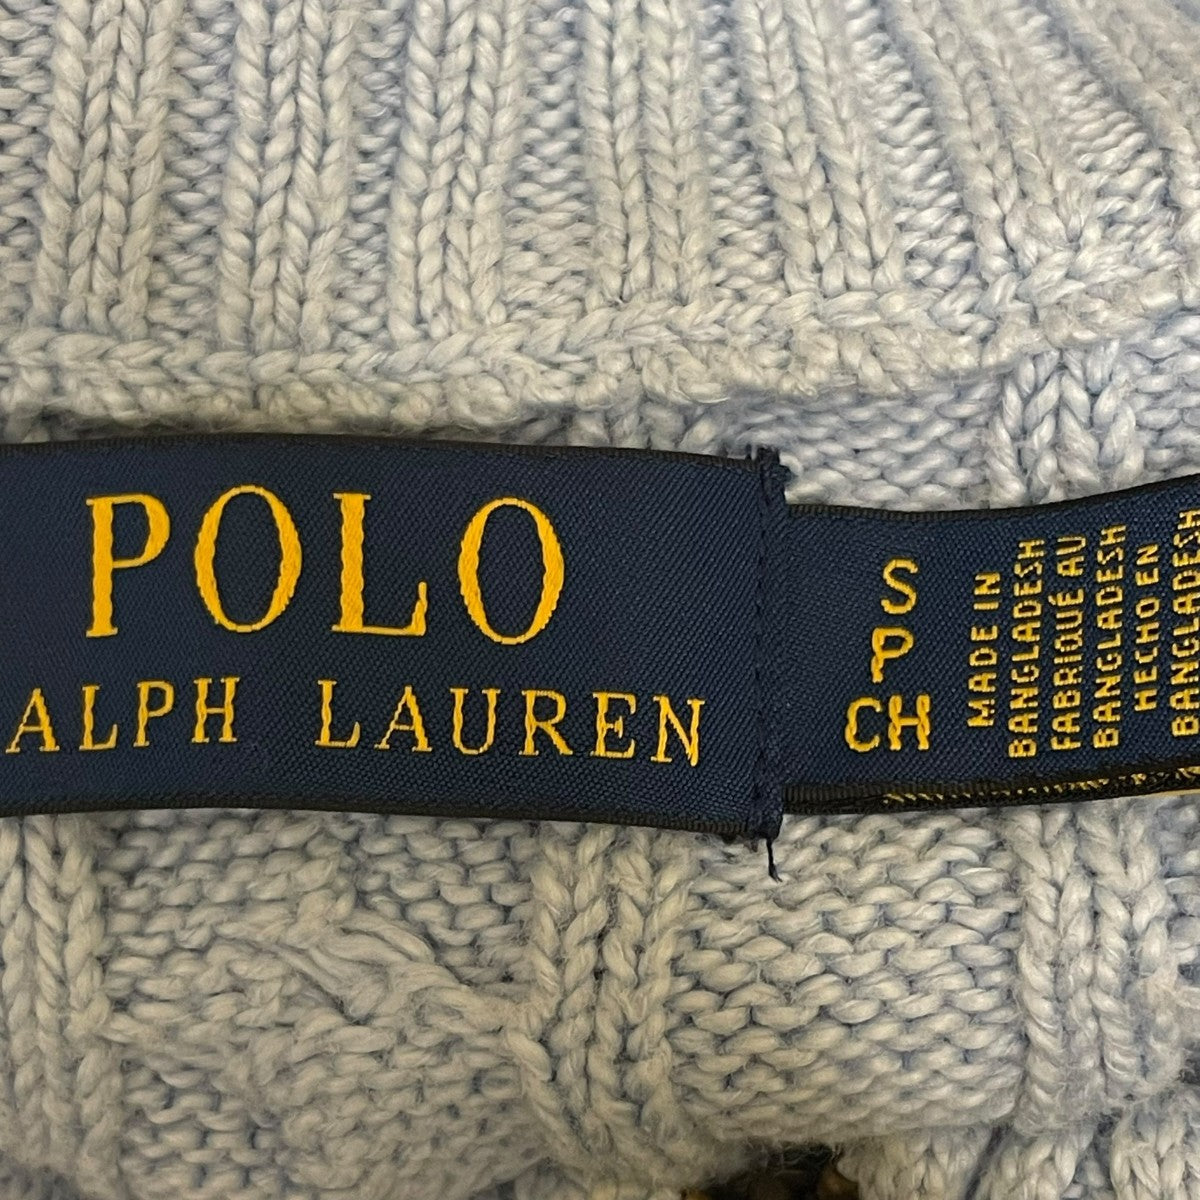 POLO
ALPH LAUREN
S
P
CH
MADE IN
BANGLADESH
FABRIQUÉ AU
BANGLADESH
HECHO EN
BANGLADESH